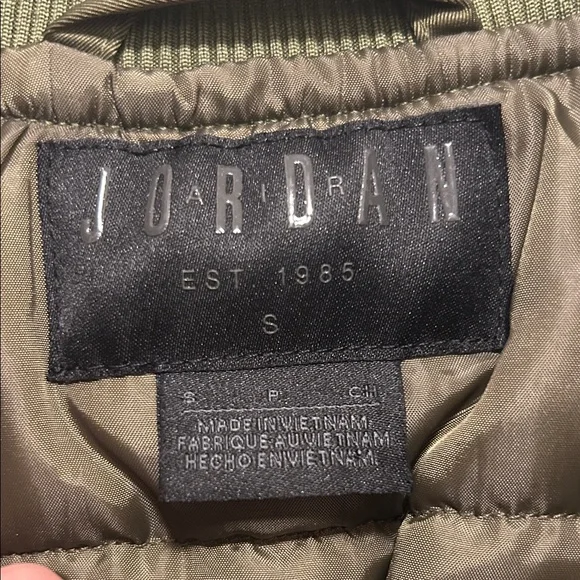 JORDAN
AIR
EST. 1985
S
S P CH
MADE IN VIETNAM
FABRIQUE AU VIETNAM
HECHO EN VIETNAM